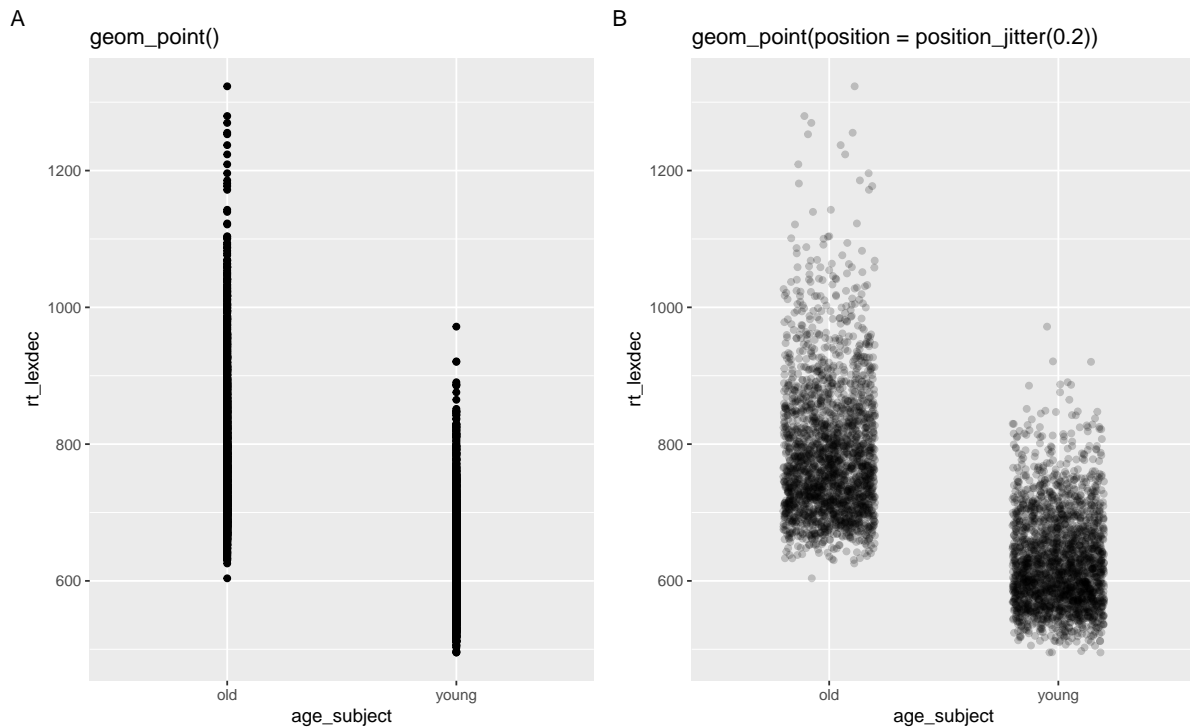 A
geom_point()
1200
1000
800
600
rt_lexdec
old
young
age_subject
B
geom_point(position = position_jitter(0.2))
1200
1000
800
600
rt_lexdec
old
young
age_subject